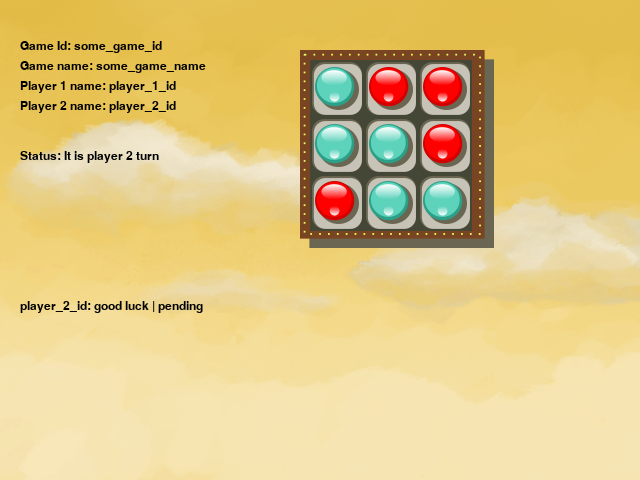 Game Id: some_game_id
Game name: some_game_name
Player 1 name: player_1_id
Player 2 name: player_2_id
Status: It is player 2 turn
player_2_id: good luck | pending